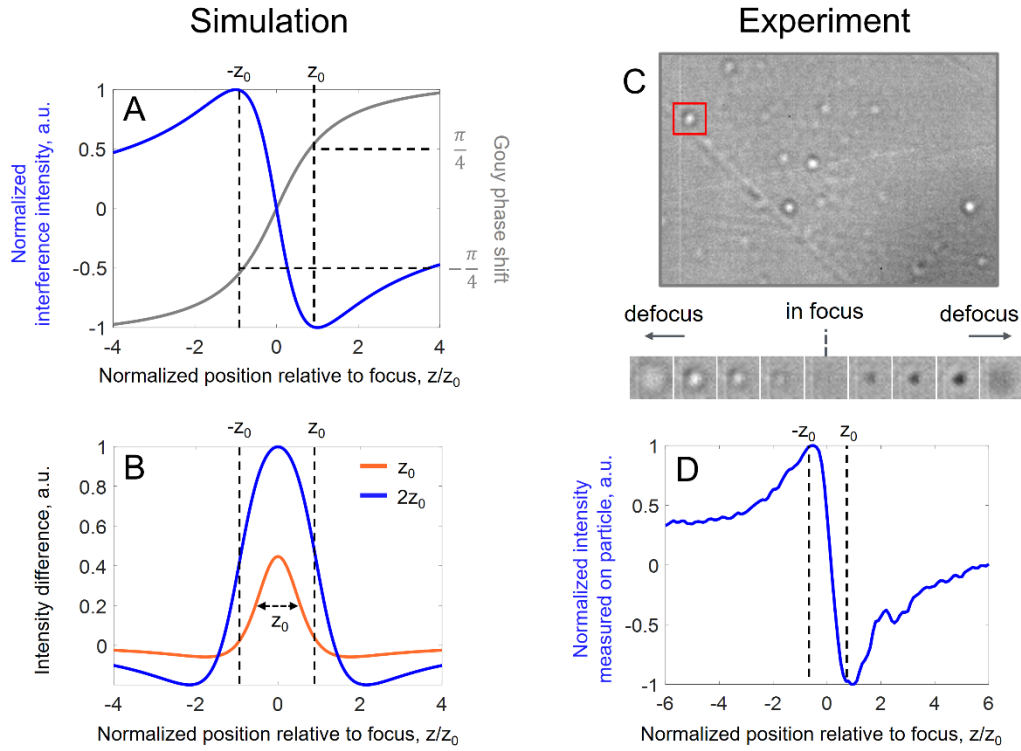 Simulation
Experiment
A
-z₀
z₀
Normalized
interference intensity, a.u.
1
0.5
0
-0.5
-1
π/4
-π/4
Gouy phase shift
-4
-2
0
2
4
Normalized position relative to focus, z/z₀
C
defocus
in focus
defocus
B
-z₀
z₀
Intensity difference, a.u.
1
0.8
0.6
0.4
0.2
0
z₀
2z₀
z₀
-4
-2
0
2
4
Normalized position relative to focus, z/z₀
D
-z₀
z₀
Normalized intensity
measured on particle, a.u.
1
0.5
0
-0.5
-1
-6
-4
-2
0
2
4
6
Normalized position relative to focus, z/z₀